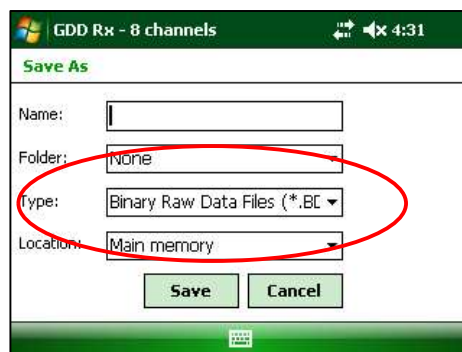 GDD Rx - 8 channels 4:31
Save As
Name:
Folder: None
Type: Binary Raw Data Files (*.BD
Location: Main memory
Save Cancel